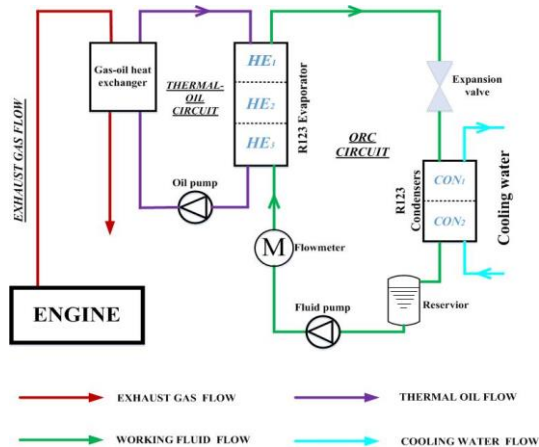 Gas-oil heat
exchanger
THERMAL-
OIL
CIRCUIT
HE1
HE2
HE3
R123 Evaporator
Expansion
valve
ORC
CIRCUIT
EXHAUST GAS FLOW
Oil pump
CON1
CON2
R123
Condensers
Cooling water
M
Flowmeter
Reservior
Fluid pump
ENGINE
EXHAUST GAS FLOW
THERMAL OIL FLOW
WORKING FLUID FLOW
COOLING WATER FLOW